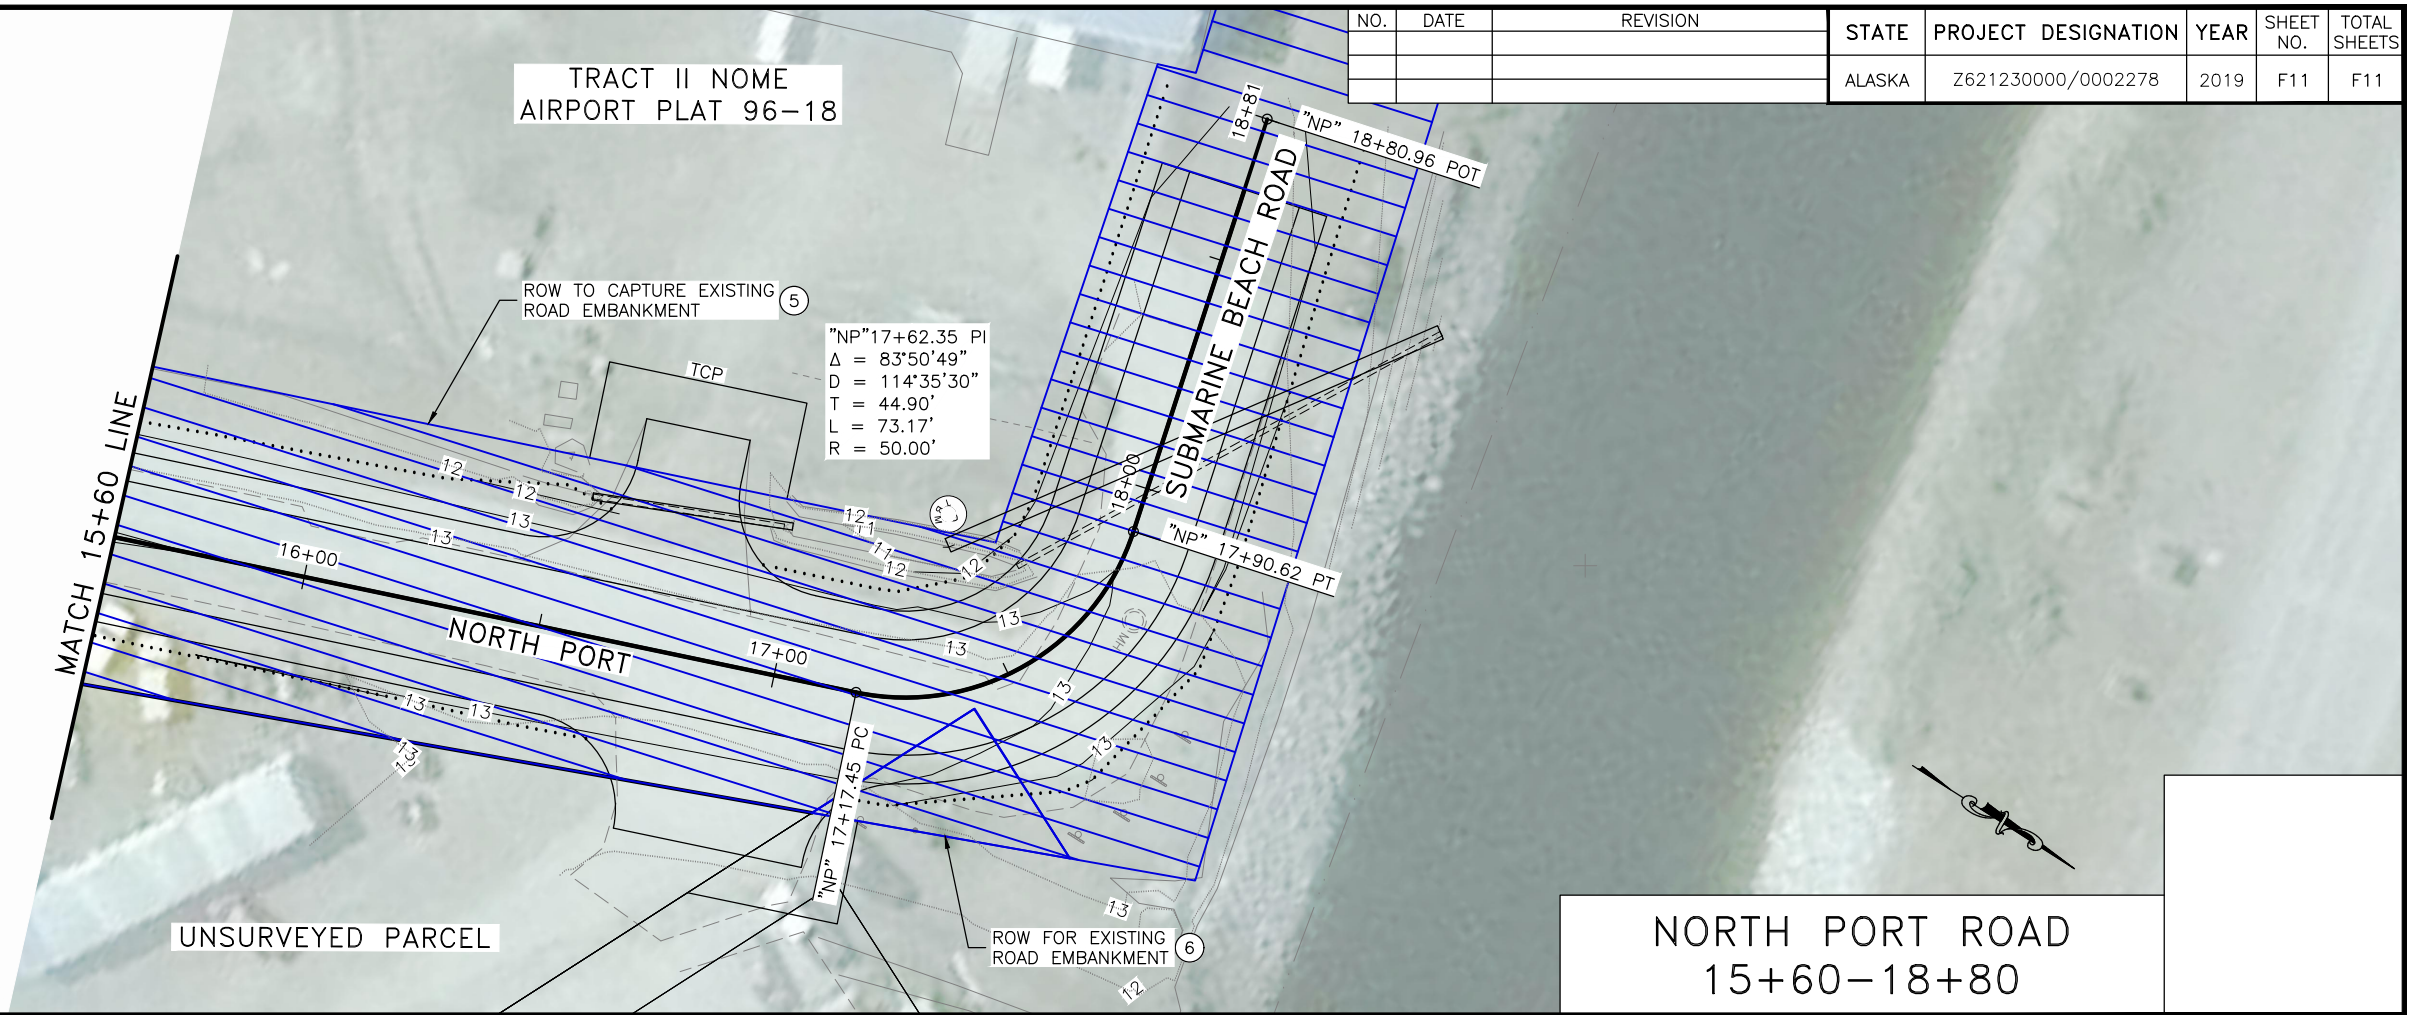 NO. DATE REVISION
STATE PROJECT DESIGNATION YEAR SHEET NO. TOTAL SHEETS
ALASKA Z621230000/0002278 2019 F11 F11
TRACT II NOME
AIRPORT PLAT 96-18
18+81
"NP" 18+80.96 POT
SUBMARINE BEACH ROAD
ROW TO CAPTURE EXISTING
ROAD EMBANKMENT
5
"NP"17+62.35 PI
Δ = 83°50'49"
D = 114°35'30"
T = 44.90'
L = 73.17'
R = 50.00'
TCP
MATCH 15+60 LINE
12
12
13
13
12
11
11
12
12
18+00
"NP" 17+90.62 PT
16+00
NORTH PORT
17+00
13
13
13
13
MH
13
13
13
13
"NP" 17+17.45 PC
UNSURVEYED PARCEL
ROW FOR EXISTING
ROAD EMBANKMENT
6
13
12
NORTH PORT ROAD
15+60-18+80